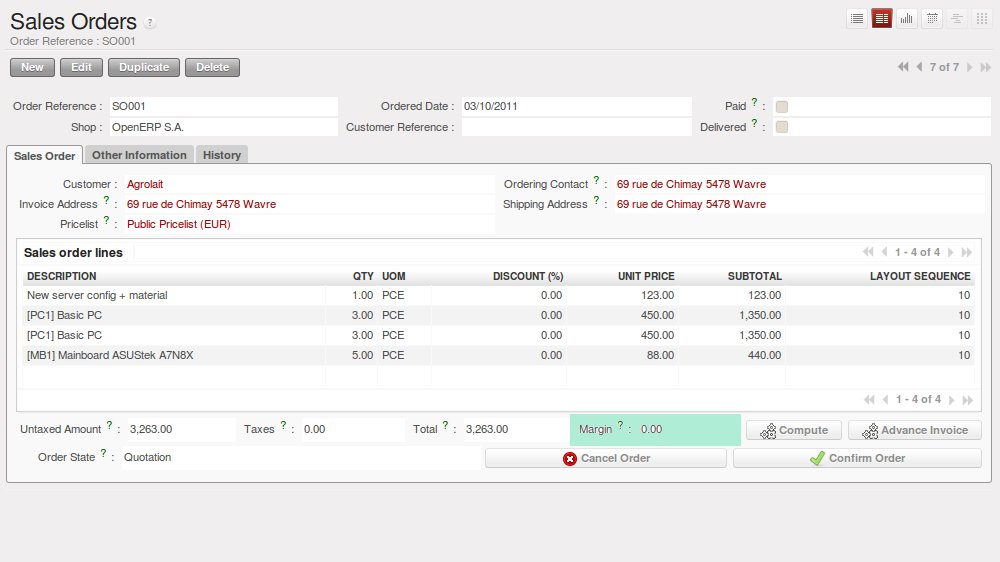 Sales Orders ?
Order Reference : SO001
New Edit Duplicate Delete 7 of 7
Order Reference : SO001 Ordered Date : 03/10/2011 Paid ? :
Shop : OpenERP S.A. Customer Reference : Delivered ? :
Sales Order Other Information History
Customer : Agrolait Ordering Contact ? : 69 rue de Chimay 5478 Wavre
Invoice Address ? : 69 rue de Chimay 5478 Wavre Shipping Address ? : 69 rue de Chimay 5478 Wavre
Pricelist ? : Public Pricelist (EUR)
Sales order lines 1 - 4 of 4
DESCRIPTION QTY UOM DISCOUNT (%) UNIT PRICE SUBTOTAL LAYOUT SEQUENCE
New server config + material 1.00 PCE 0.00 123.00 123.00 10
[PC1] Basic PC 3.00 PCE 0.00 450.00 1,350.00 10
[PC1] Basic PC 3.00 PCE 0.00 450.00 1,350.00 10
[MB1] Mainboard ASUStek A7N8X 5.00 PCE 0.00 88.00 440.00 10
1 - 4 of 4
Untaxed Amount ? : 3,263.00 Taxes ? : 0.00 Total ? : 3,263.00 Margin ? : 0.00 Compute Advance Invoice
Order State ? : Quotation Cancel Order Confirm Order